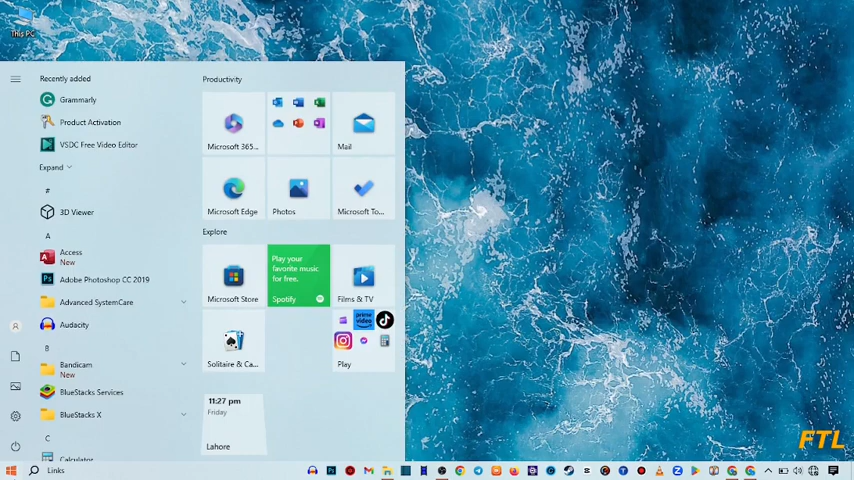 This PC
Recently added
Grammarly
Product Activation
VSDC Free Video Editor
Expand
#
3D Viewer
A
Access
New
Adobe Photoshop CC 2019
Advanced SystemCare
Audacity
B
Bandicam
New
BlueStacks Services
BlueStacks X
C
Calculator
Productivity
Microsoft 365...
Mail
Microsoft Edge
Photos
Microsoft To...
Explore
Microsoft Store
Play your
favorite music
for free.
Spotify
Films & TV
Solitaire & Ca...
prime
video
Play
11:27 pm
Friday
Lahore
FTL
Links